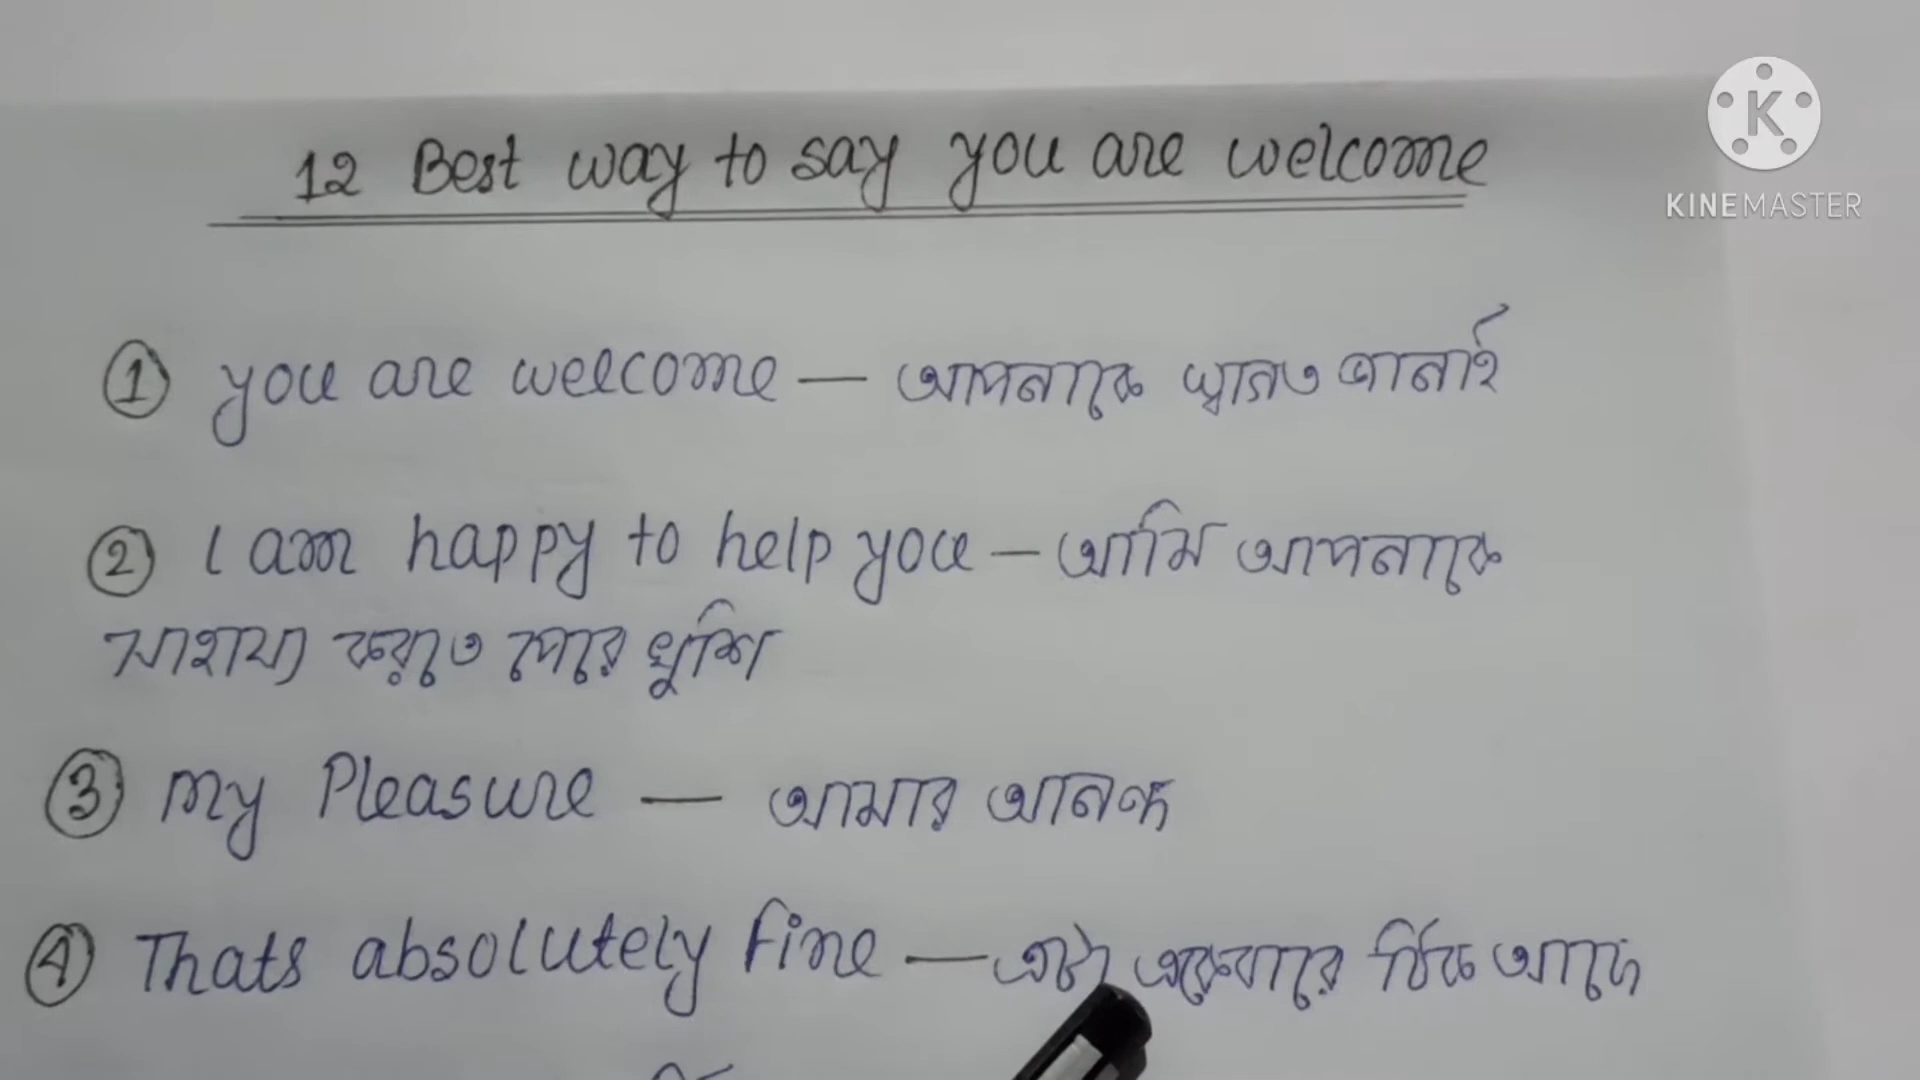 12 Best way to say you are welcome
K
KINEMASTER
① you are welcome — আপনাকে স্বাগত জানাই
② I am happy to help you — আমি আপনাকে
সাহায্য করতে পেরে খুশি
③ My Pleasure — আমার আনন্দ
④ Thats absolutely fine — এটা একেবারে ঠিক আছে